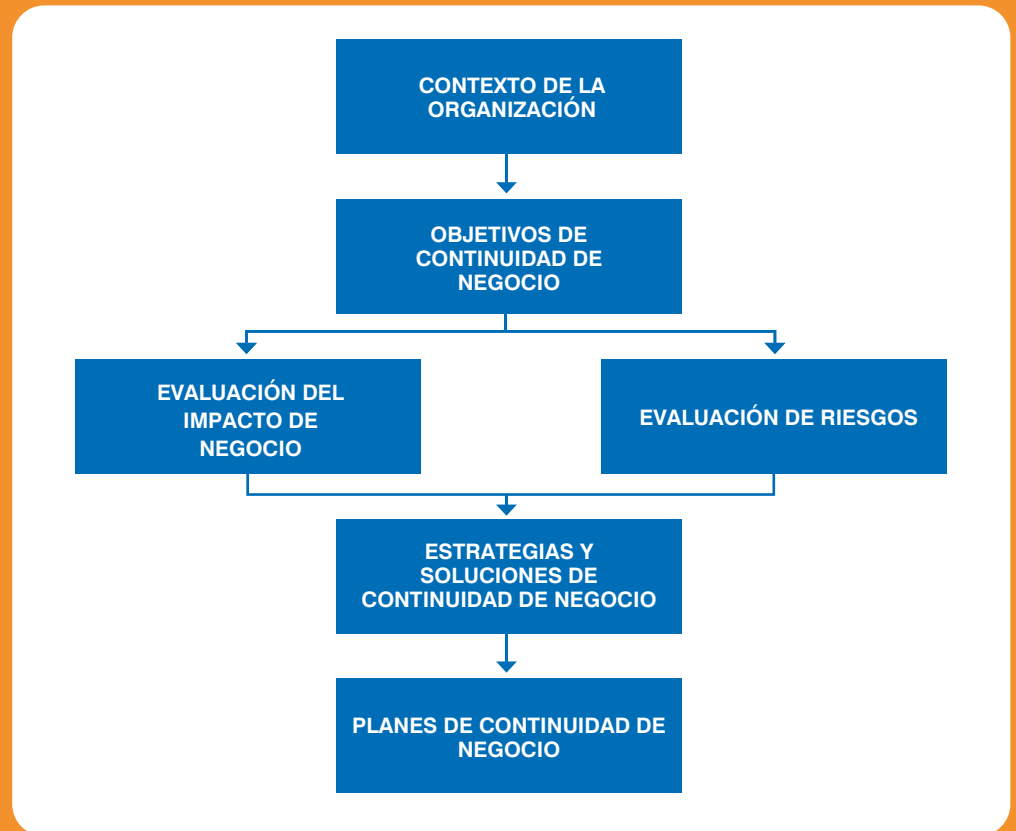 CONTEXTO DE LA
ORGANIZACIÓN
OBJETIVOS DE
CONTINUIDAD DE
NEGOCIO
EVALUACIÓN DEL
IMPACTO DE
NEGOCIO
EVALUACIÓN DE RIESGOS
ESTRATEGIAS Y
SOLUCIONES DE
CONTINUIDAD DE NEGOCIO
PLANES DE CONTINUIDAD DE
NEGOCIO